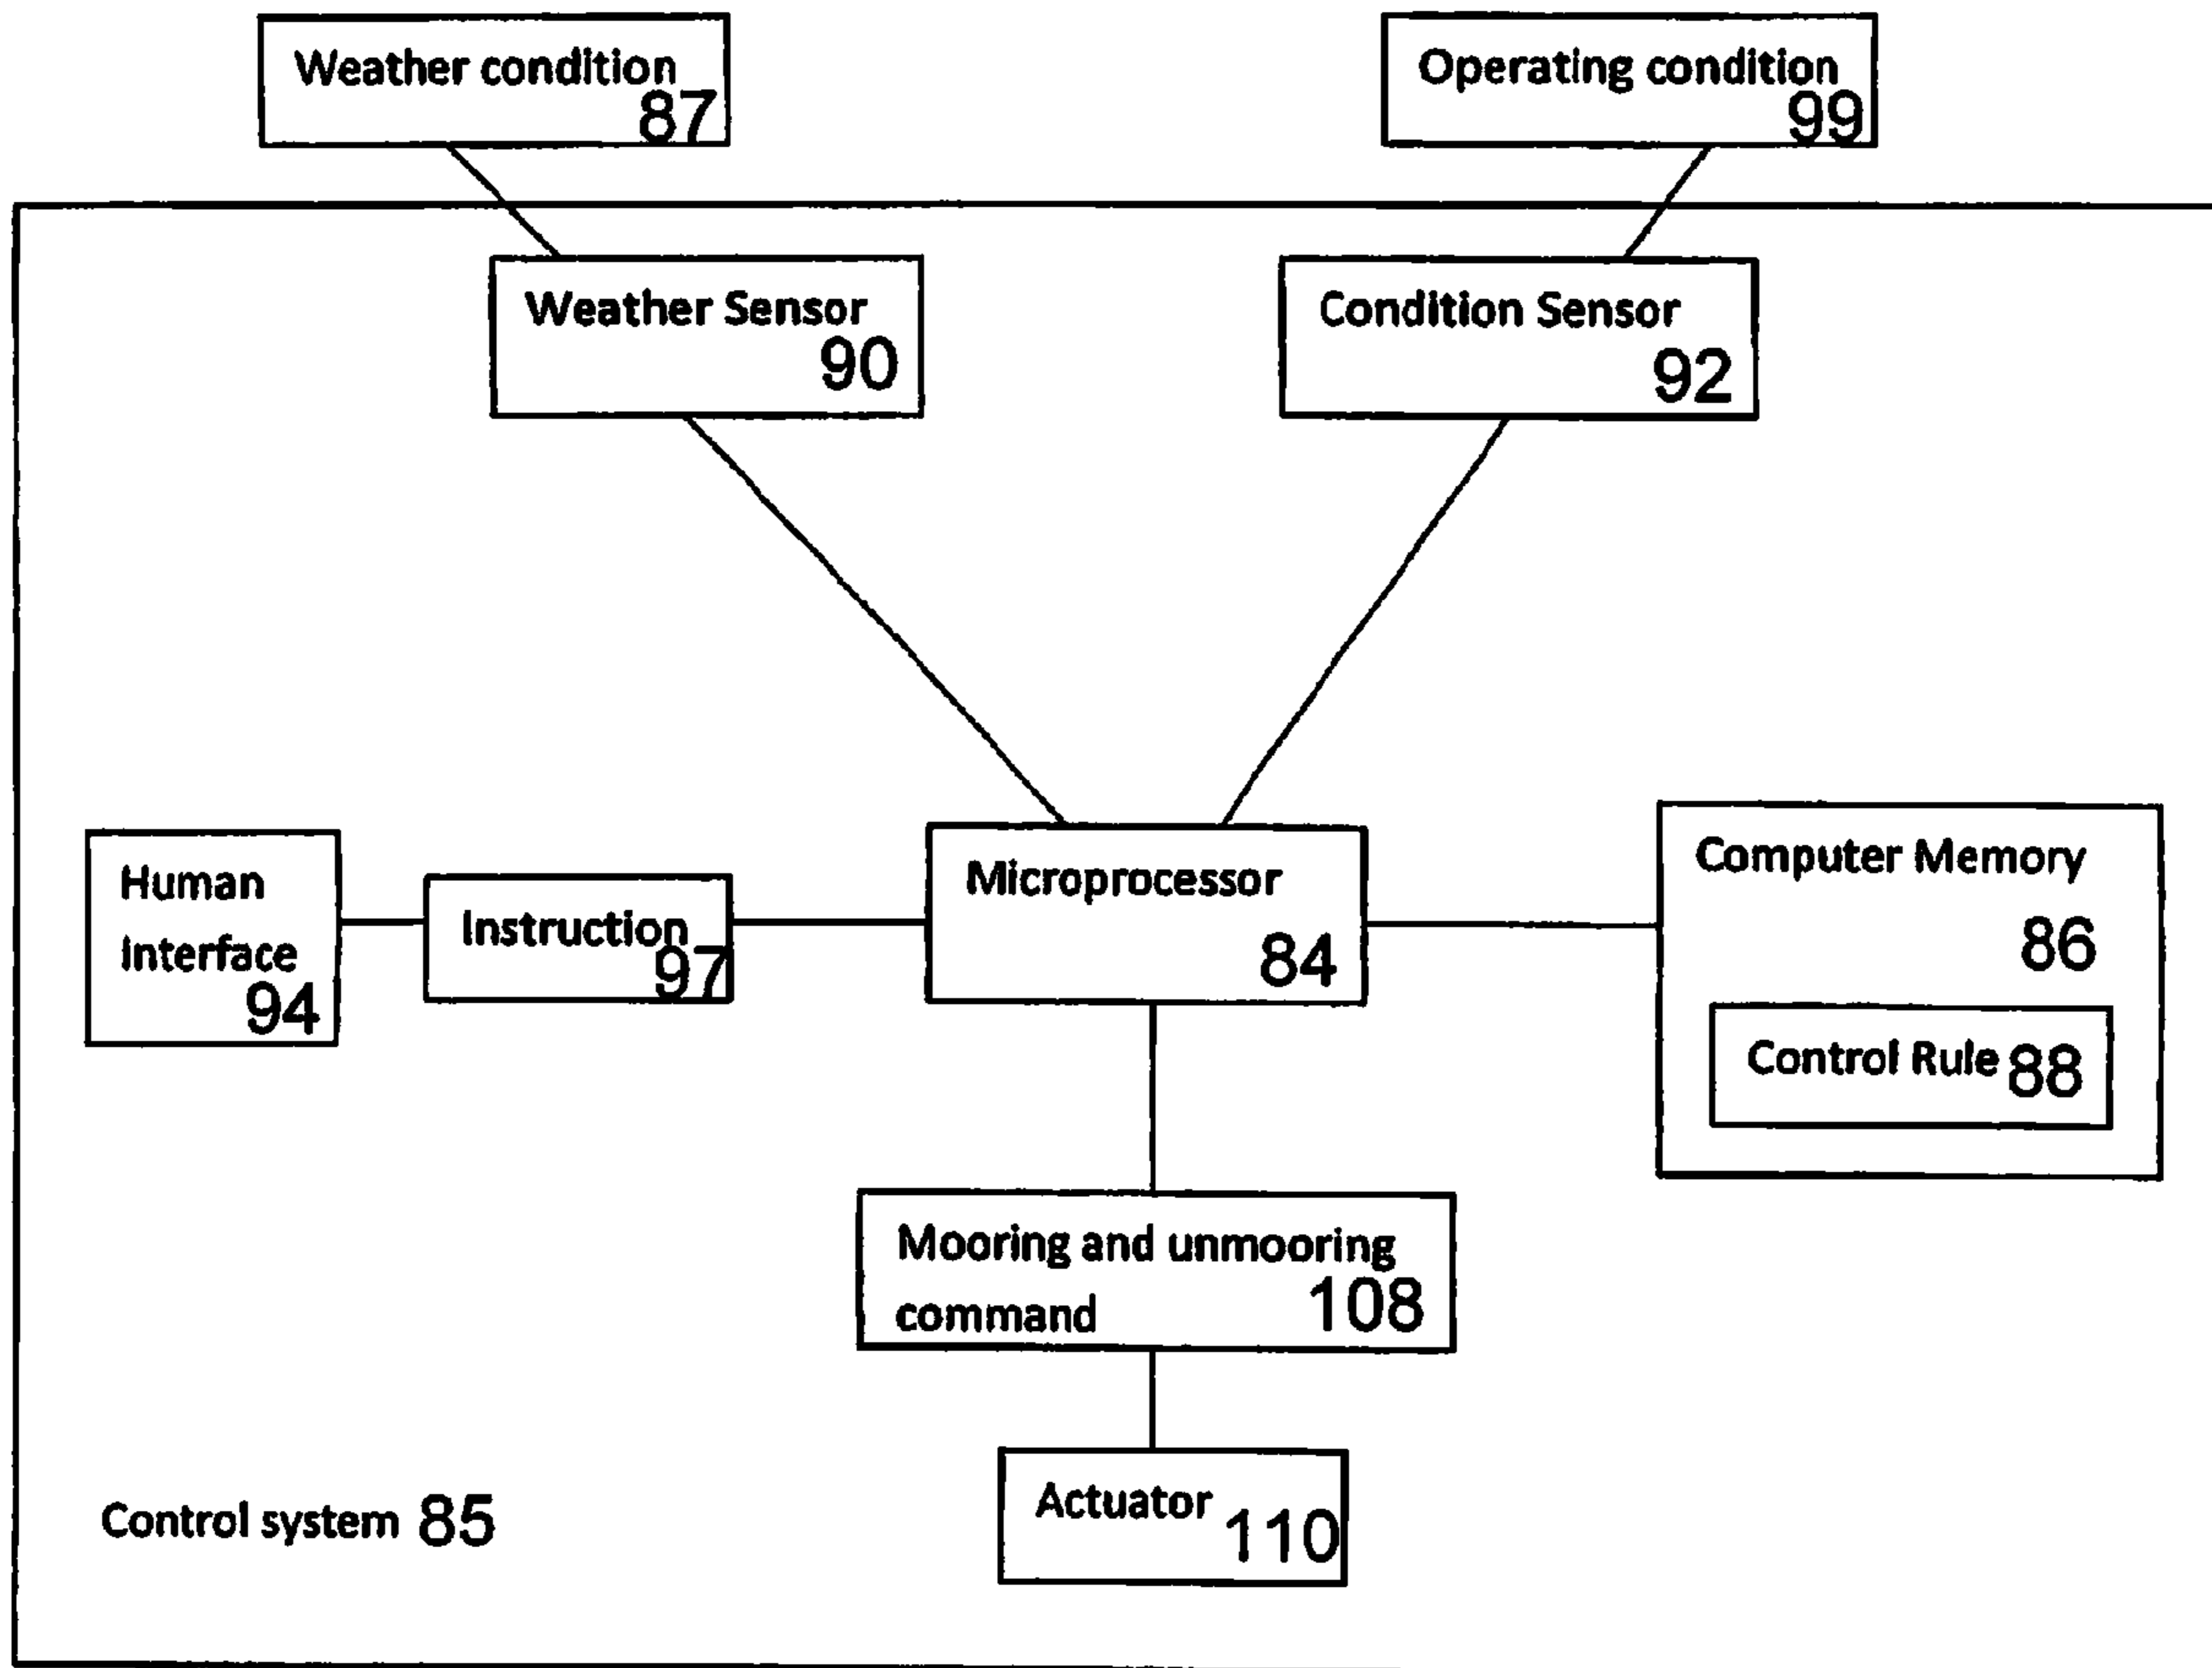 Weather condition
87
Operating condition
99
Weather Sensor
90
Condition Sensor
92
Human
Interface
94
Instruction
97
Microprocessor
84
Computer Memory
86
Control Rule 88
Mooring and unmooring
command 108
Actuator
110
Control system 85